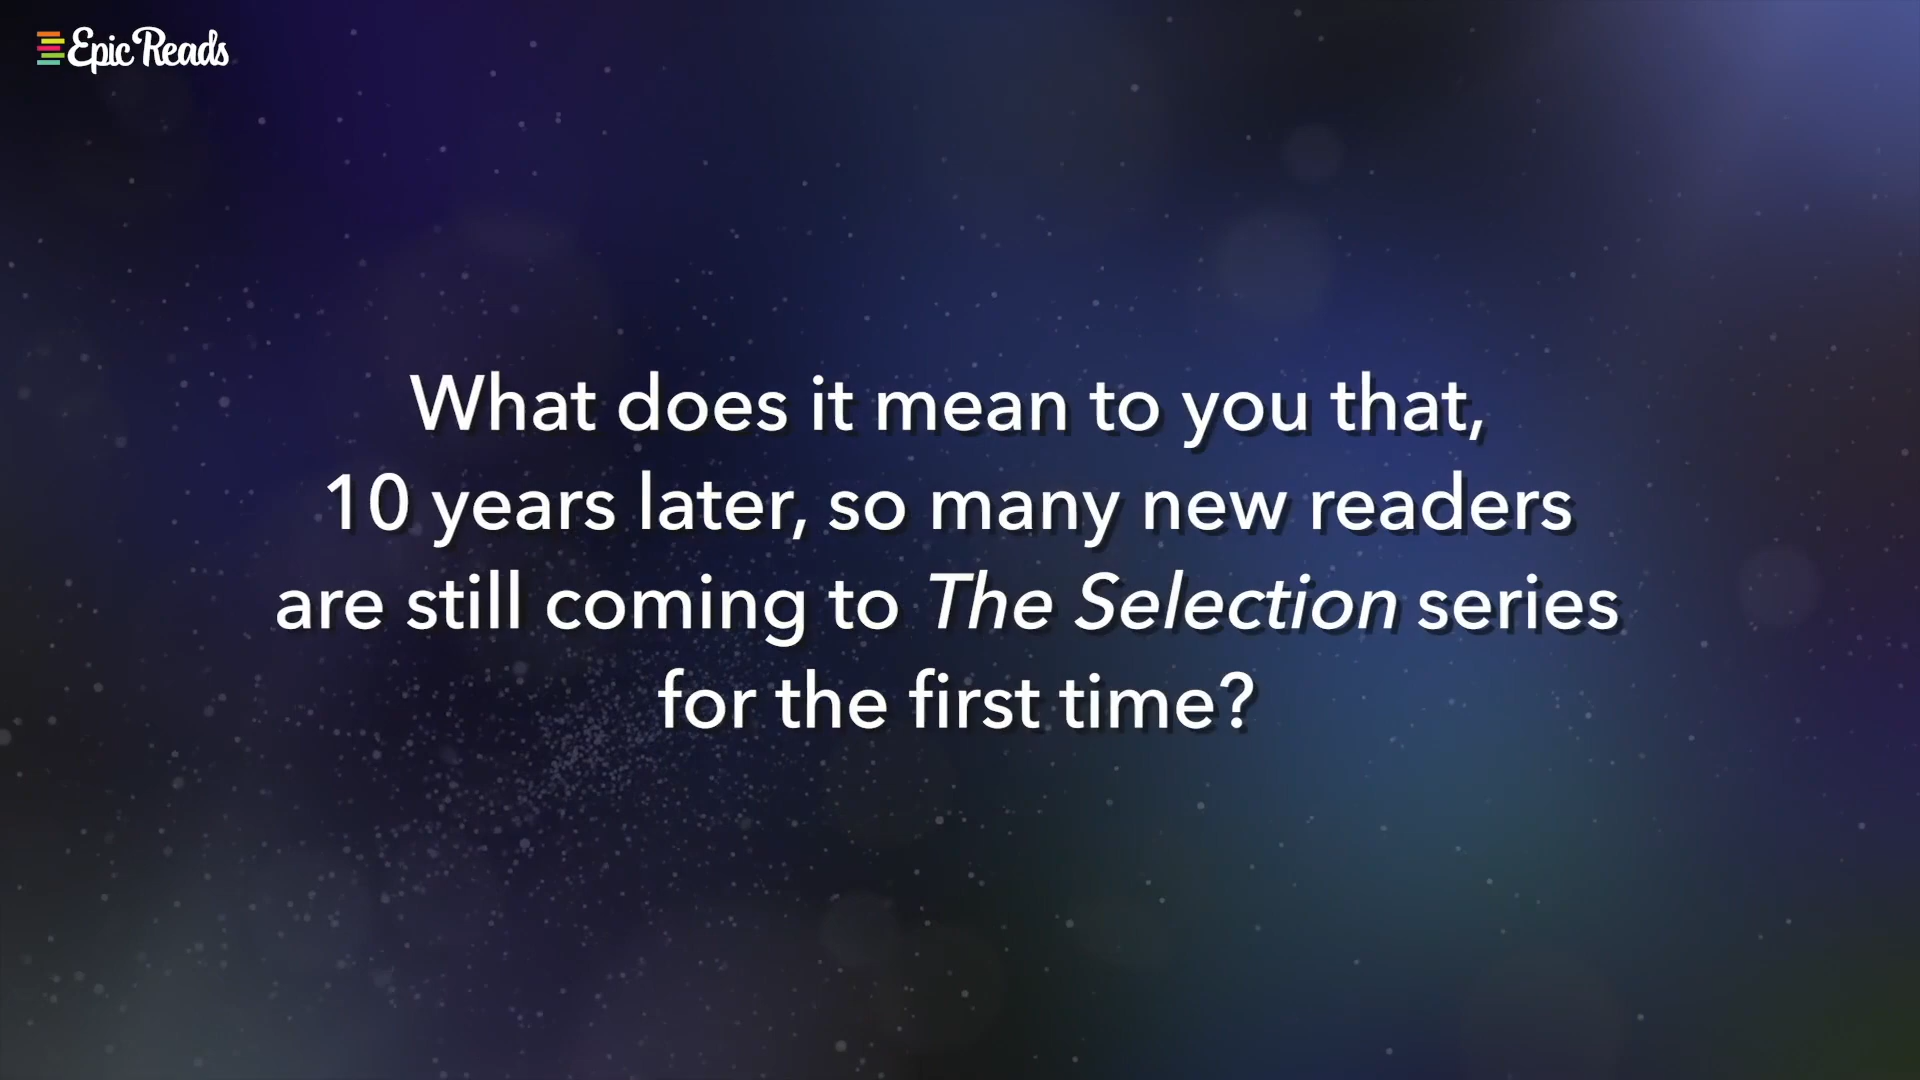 Epic Reads
What does it mean to you that,
10 years later, so many new readers
are still coming to The Selection series
for the first time?